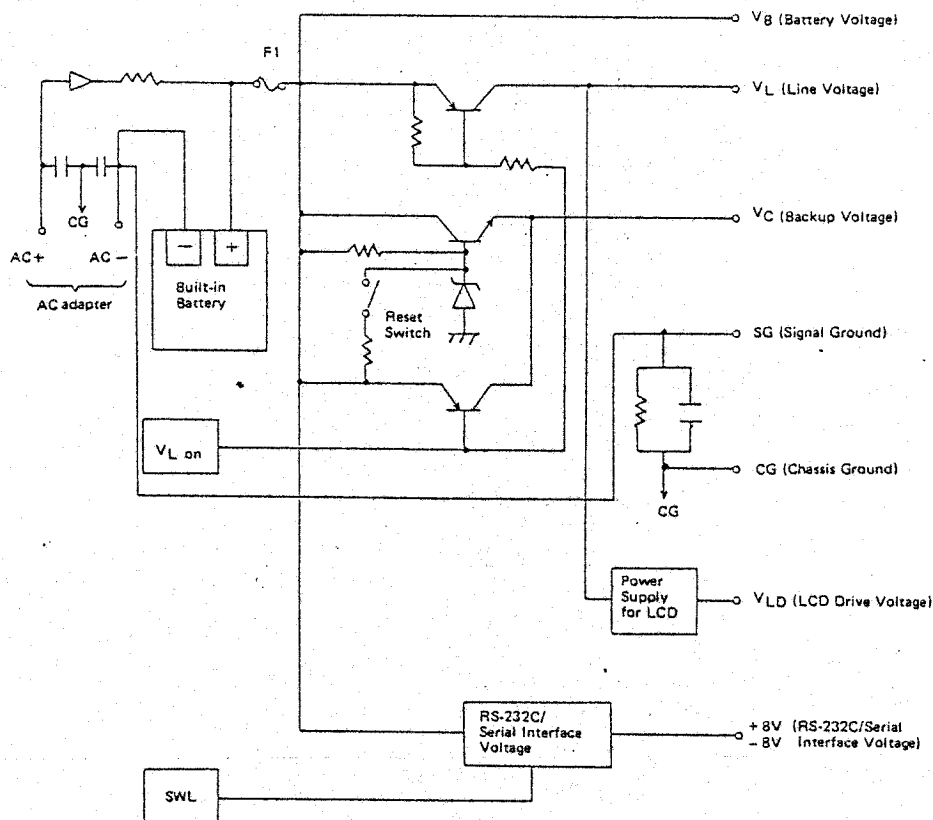 VB (Battery Voltage)
F1
VL (Line Voltage)
CG
AC+
AC−
AC adapter
− +
Built-in
Battery
VC (Backup Voltage)
Reset
Switch
SG (Signal Ground)
VL on
CG (Chassis Ground)
CG
Power
Supply
for LCD
VLD (LCD Drive Voltage)
RS-232C/
Serial Interface
Voltage
+8V (RS-232C/Serial
−8V Interface Voltage)
SWL